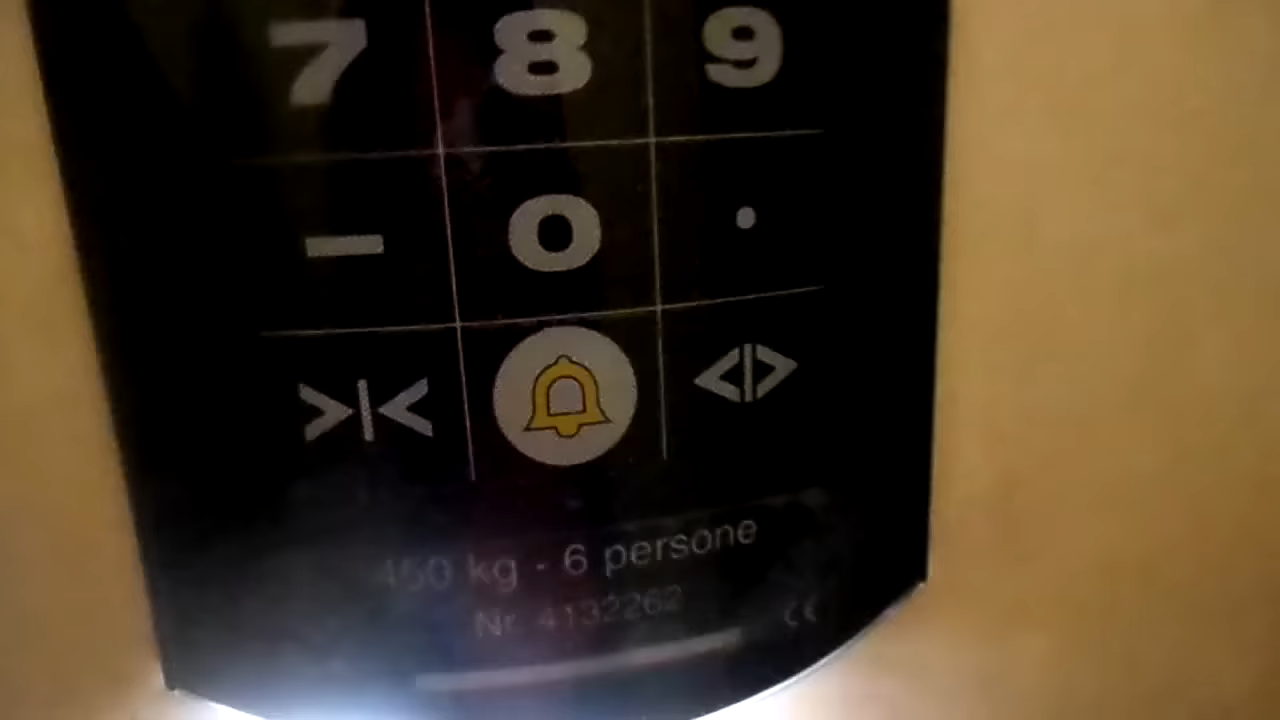 7 8 9
- 0 .
>|< <|>
450 kg - 6 persone
Nr. 4132262
CE